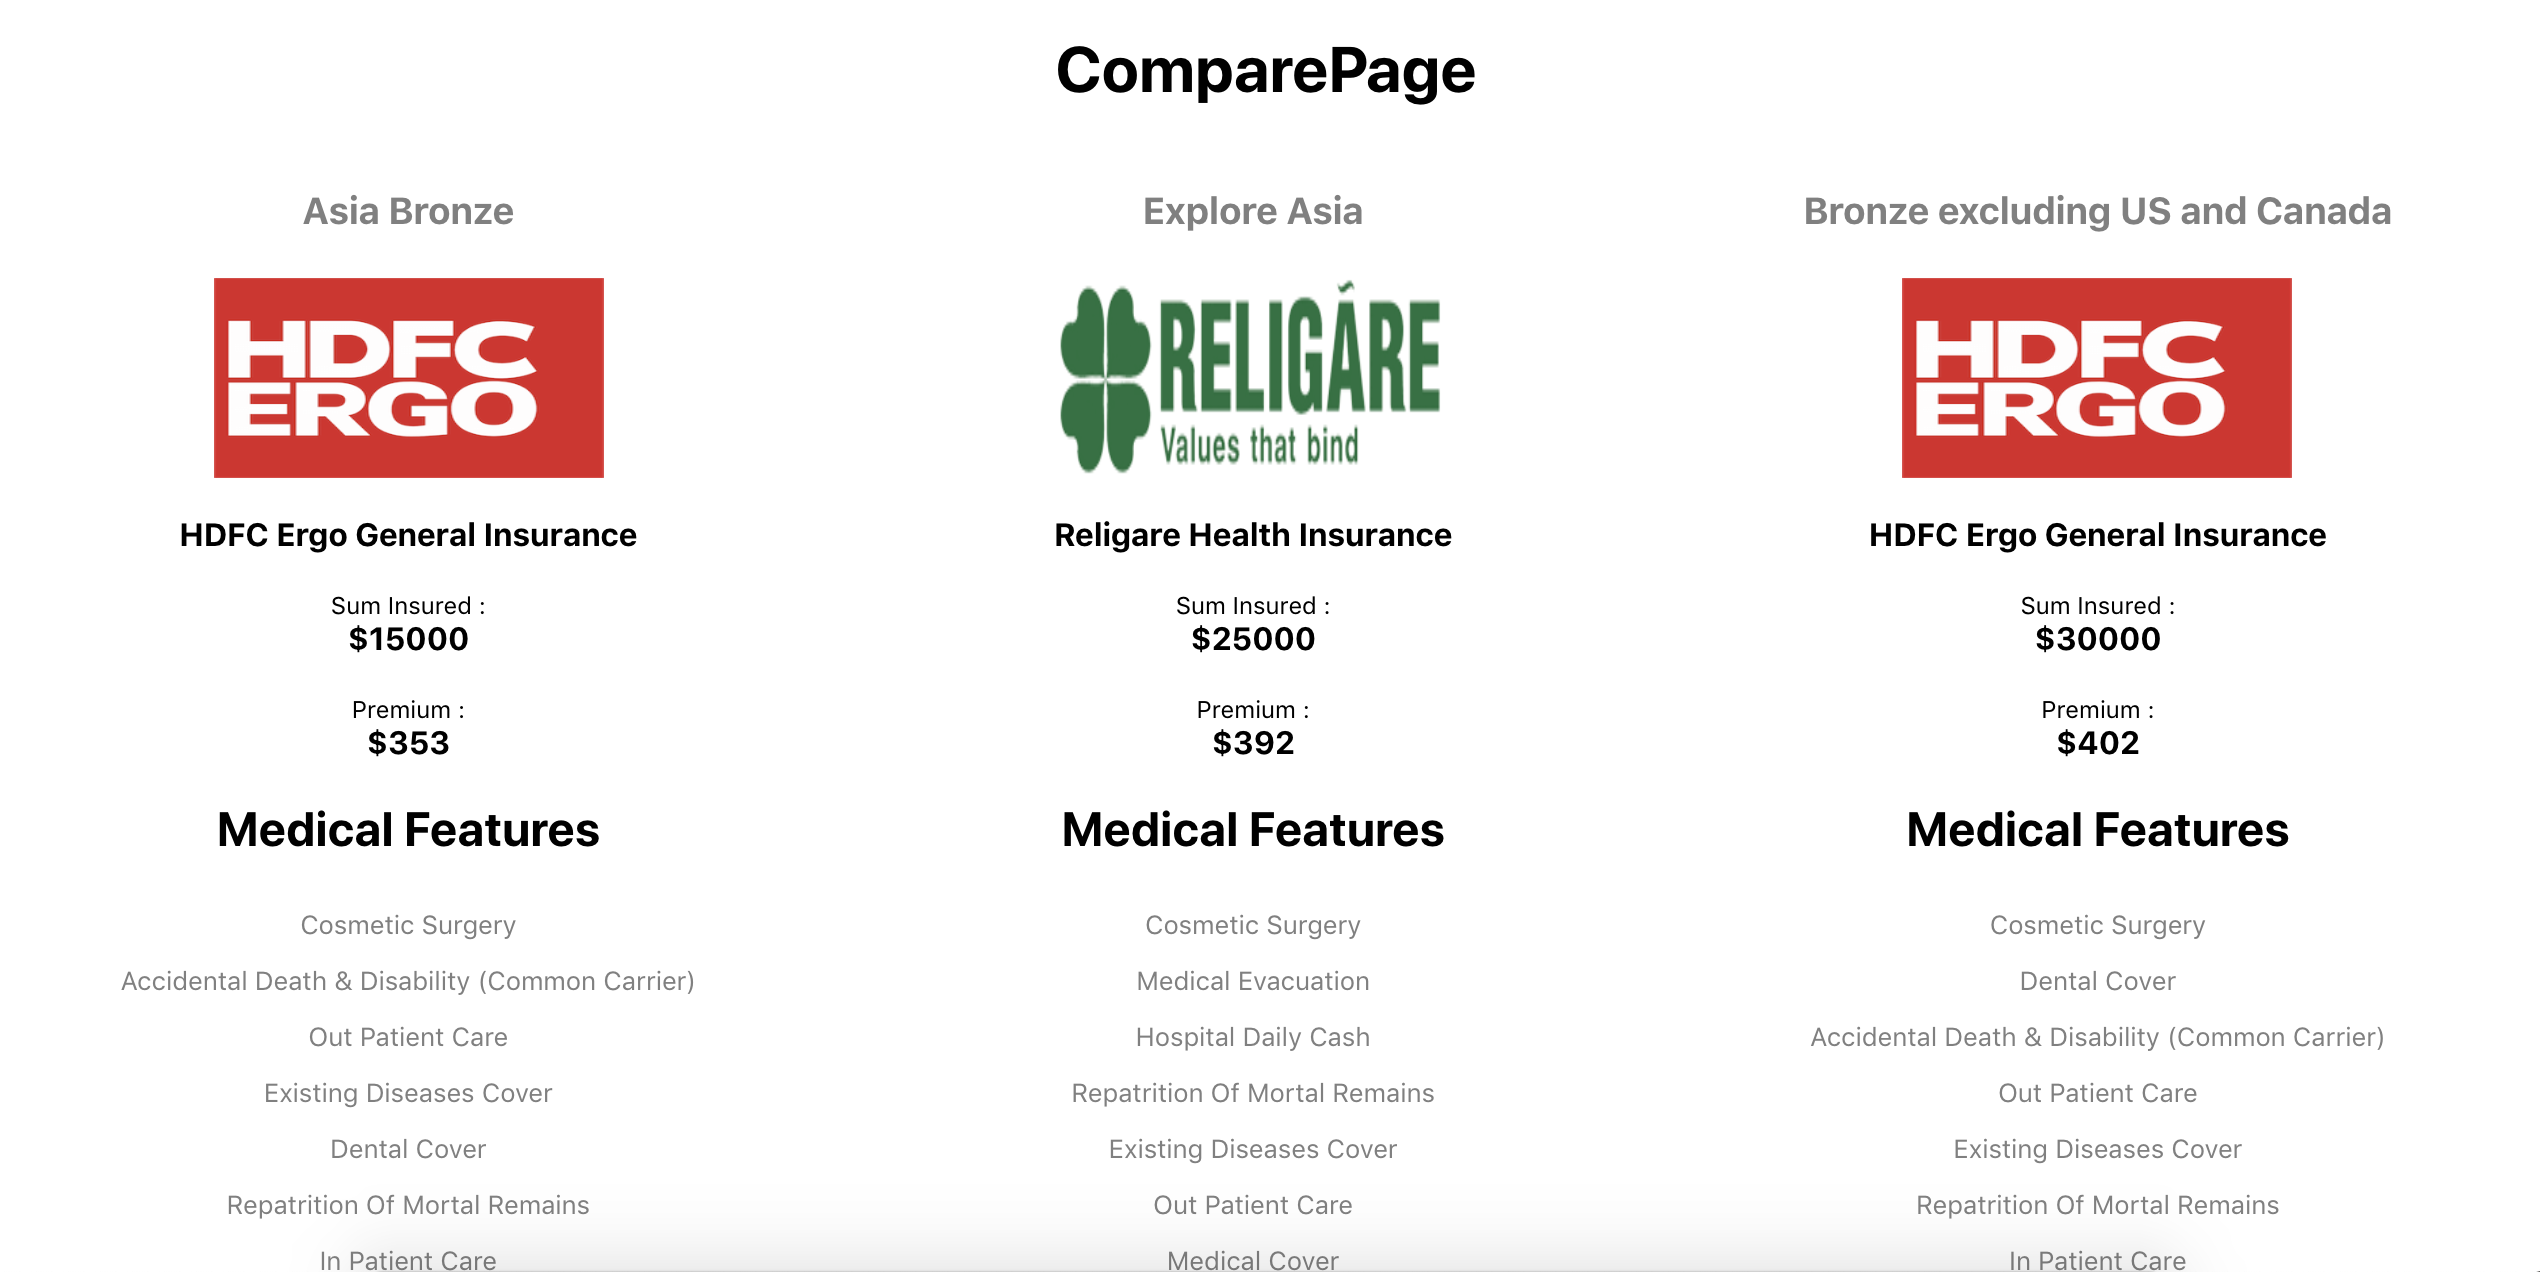 ComparePage
Asia Bronze
HDFC
ERGO
HDFC Ergo General Insurance
Sum Insured :
$15000
Premium :
$353
Medical Features
Cosmetic Surgery
Accidental Death & Disability (Common Carrier)
Out Patient Care
Existing Diseases Cover
Dental Cover
Repatrition Of Mortal Remains
In Patient Care
Explore Asia
RELIGÁRE
Values that bind
Religare Health Insurance
Sum Insured :
$25000
Premium :
$392
Medical Features
Cosmetic Surgery
Medical Evacuation
Hospital Daily Cash
Repatrition Of Mortal Remains
Existing Diseases Cover
Out Patient Care
Medical Cover
Bronze excluding US and Canada
HDFC
ERGO
HDFC Ergo General Insurance
Sum Insured :
$30000
Premium :
$402
Medical Features
Cosmetic Surgery
Dental Cover
Accidental Death & Disability (Common Carrier)
Out Patient Care
Existing Diseases Cover
Repatrition Of Mortal Remains
In Patient Care